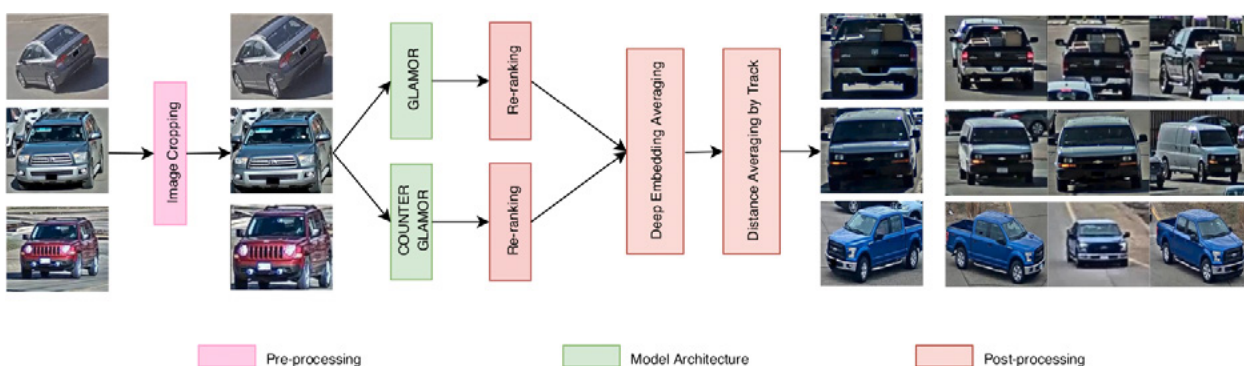 Image Cropping
GLAMOR
COUNTER
GLAMOR
Re-ranking
Re-ranking
Deep Embedding Averaging
Distance Averaging by Track
Pre-processing
Model Architecture
Post-processing